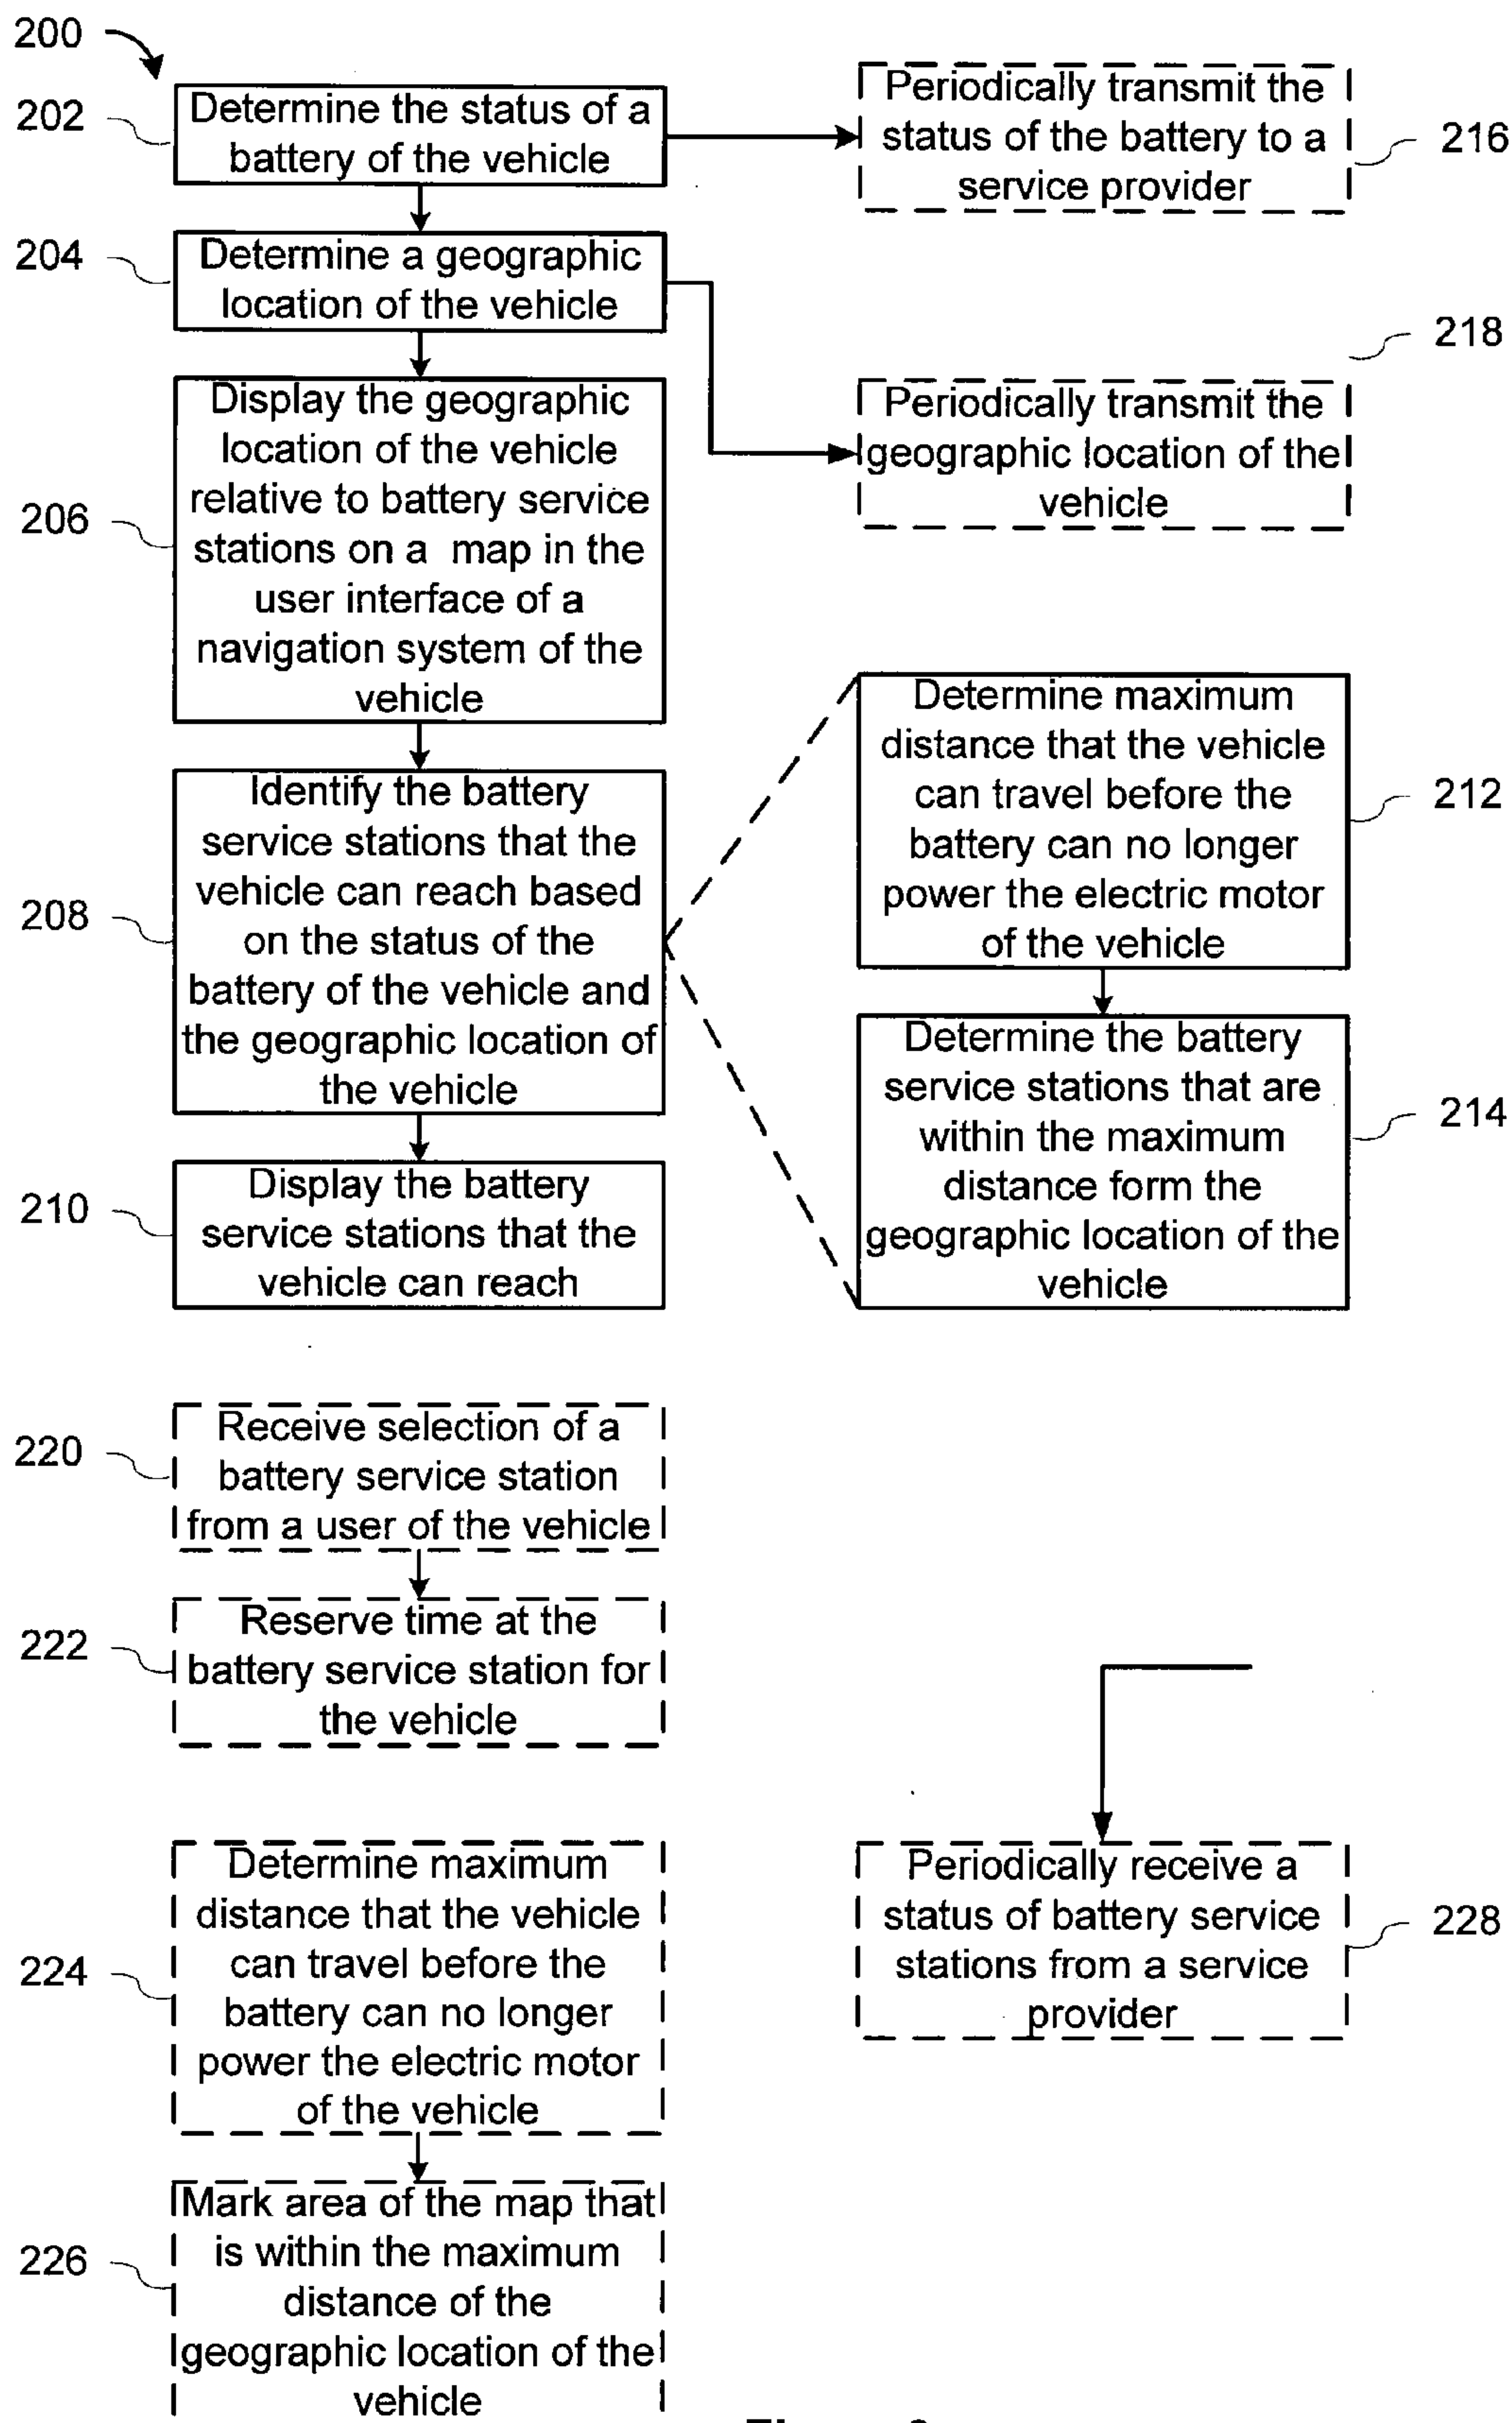 200
202
Determine the status of a
battery of the vehicle
Periodically transmit the
status of the battery to a
service provider
216
204
Determine a geographic
location of the vehicle
218
Periodically transmit the
geographic location of the
vehicle
206
Display the geographic
location of the vehicle
relative to battery service
stations on a map in the
user interface of a
navigation system of the
vehicle
208
Identify the battery
service stations that the
vehicle can reach based
on the status of the
battery of the vehicle and
the geographic location of
the vehicle
Determine maximum
distance that the vehicle
can travel before the
battery can no longer
power the electric motor
of the vehicle
212
Determine the battery
service stations that are
within the maximum
distance form the
geographic location of the
vehicle
214
210
Display the battery
service stations that the
vehicle can reach
220
Receive selection of a
battery service station
from a user of the vehicle
222
Reserve time at the
battery service station for
the vehicle
224
Determine maximum
distance that the vehicle
can travel before the
battery can no longer
power the electric motor
of the vehicle
Periodically receive a
status of battery service
stations from a service
provider
228
226
Mark area of the map that
is within the maximum
distance of the
geographic location of the
vehicle